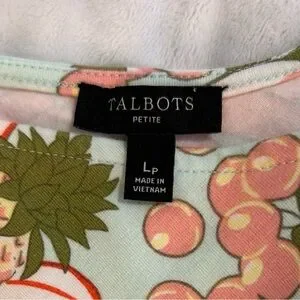 TALBOTS
PETITE
LP
MADE IN
VIETNAM